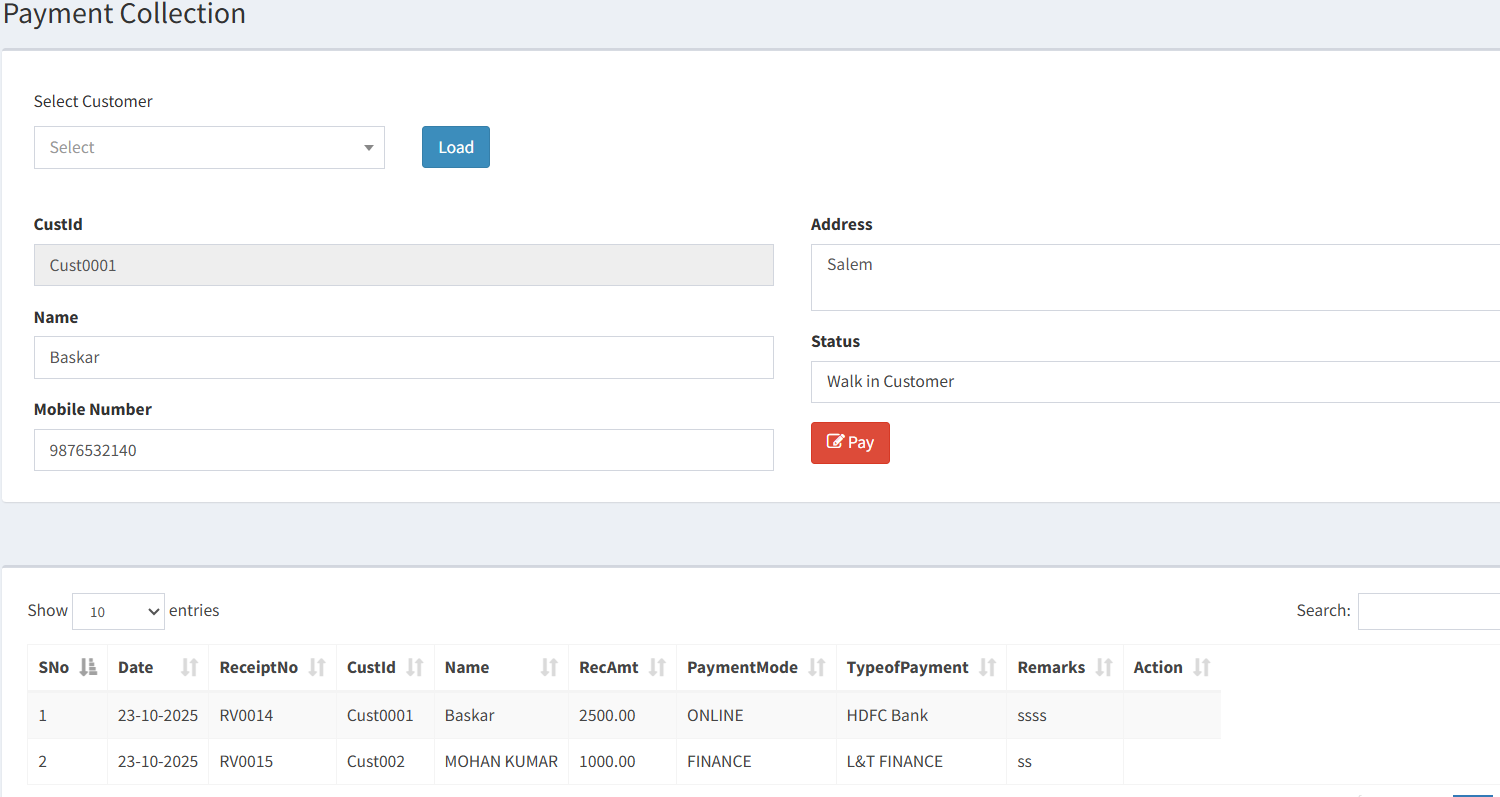 Payment Collection
Select Customer
Select
Load
CustId
Cust0001
Name
Baskar
Mobile Number
9876532140
Address
Salem
Status
Walk in Customer
Pay
Show 10 entries
Search:
SNo Date ReceiptNo CustId Name RecAmt PaymentMode TypeofPayment Remarks Action
1 23-10-2025 RV0014 Cust0001 Baskar 2500.00 ONLINE HDFC Bank ssss
2 23-10-2025 RV0015 Cust002 MOHAN KUMAR 1000.00 FINANCE L&T FINANCE ss